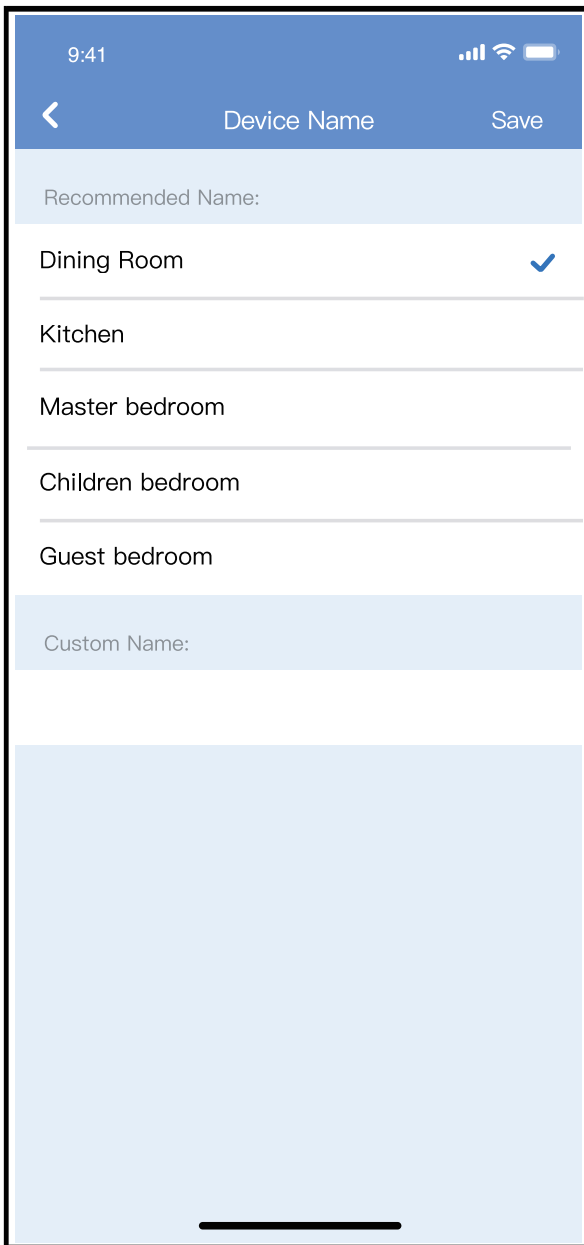 9:41
Device Name Save
Recommended Name:
Dining Room
Kitchen
Master bedroom
Children bedroom
Guest bedroom
Custom Name: